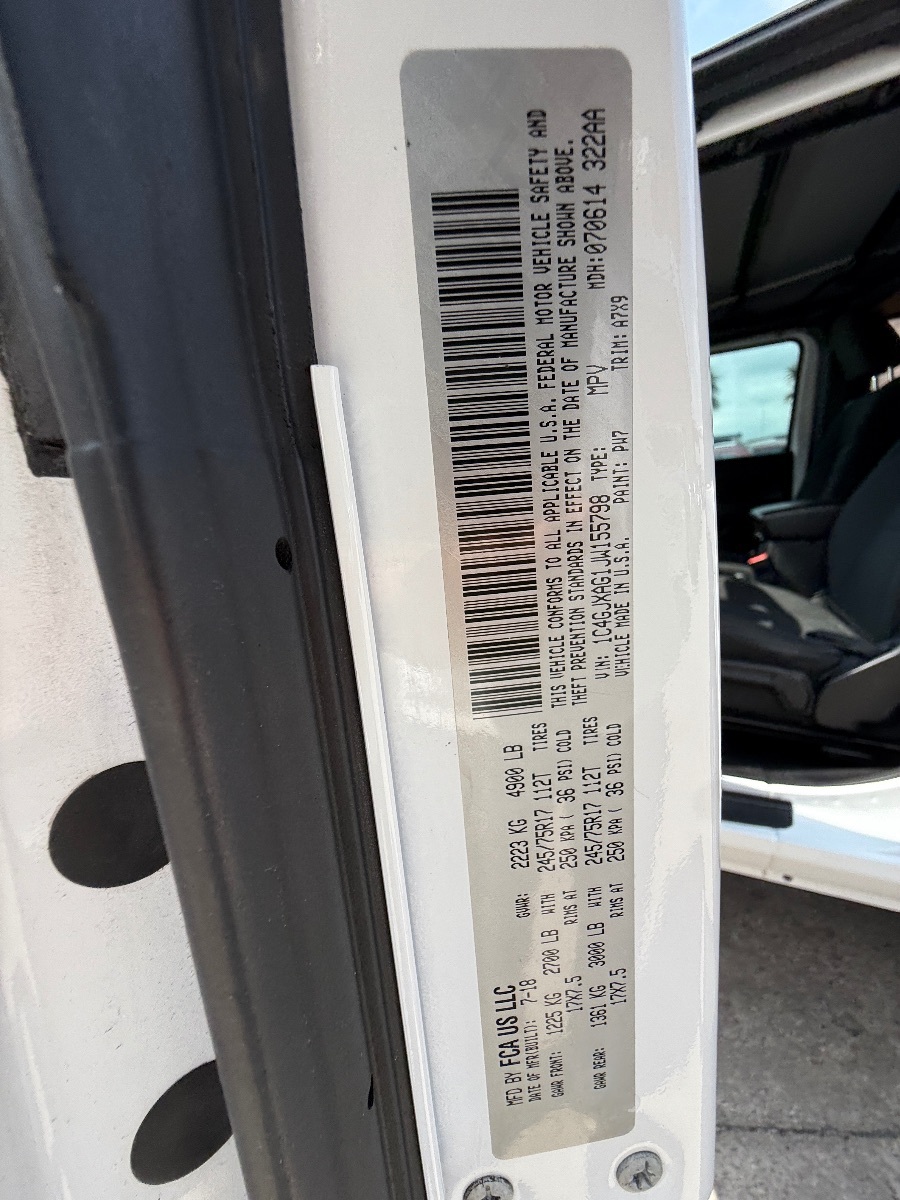 MFD BY FCA US LLC
DATE OF MFR(BUILT): 7-18 GVWR: 2223 KG 4900 LB
GAWR FRONT: 1225 KG 2700 LB WITH 245/75R17 112T TIRES
17X7.5 RIMS AT 250 KPA ( 36 PSI) COLD
GAWR REAR: 1361 KG 3000 LB WITH 245/75R17 112T TIRES
17X7.5 RIMS AT 250 KPA ( 36 PSI) COLD
THIS VEHICLE CONFORMS TO ALL APPLICABLE U.S.A. FEDERAL MOTOR VEHICLE SAFETY AND
THEFT PREVENTION STANDARDS IN EFFECT ON THE DATE OF MANUFACTURE SHOWN ABOVE.
VIN: 1C4GJXAG1JW155798 TYPE: MPV MDH:070614 322AA
VEHICLE MADE IN U.S.A. PAINT: PW7 TRIM: A7X9